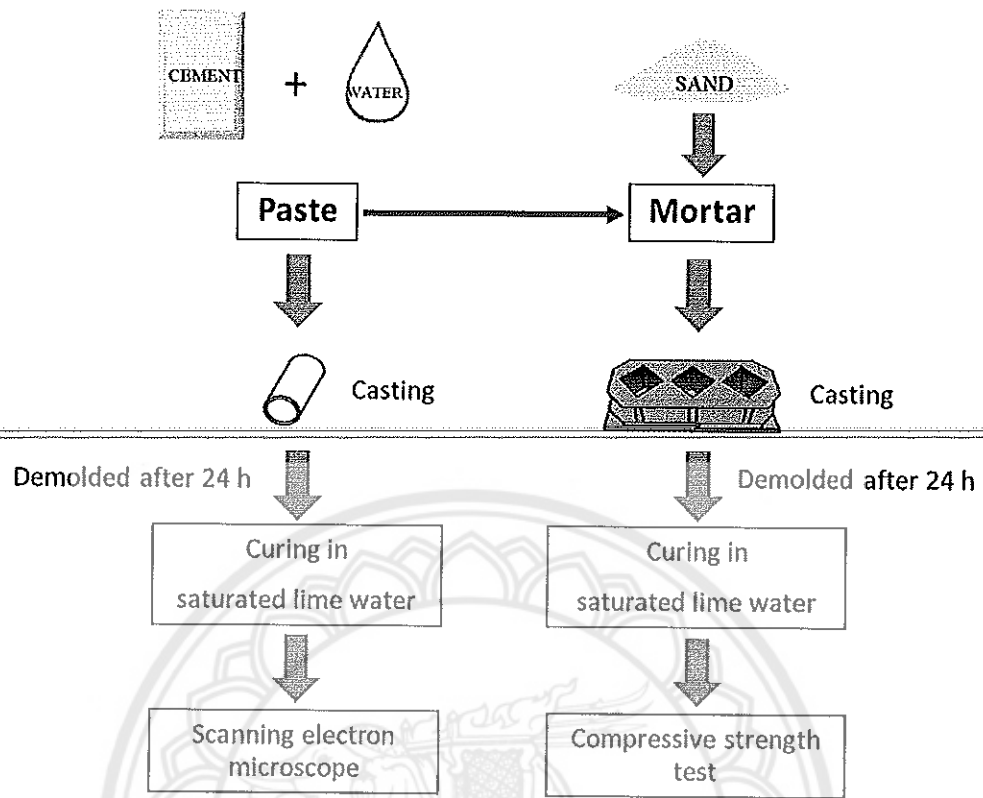 CEMENT
+
WATER
SAND
Paste
Mortar
Casting
Casting
Demolded after 24 h
Demolded after 24 h
Curing in
saturated lime water
Curing in
saturated lime water
Scanning electron
microscope
Compressive strength
test